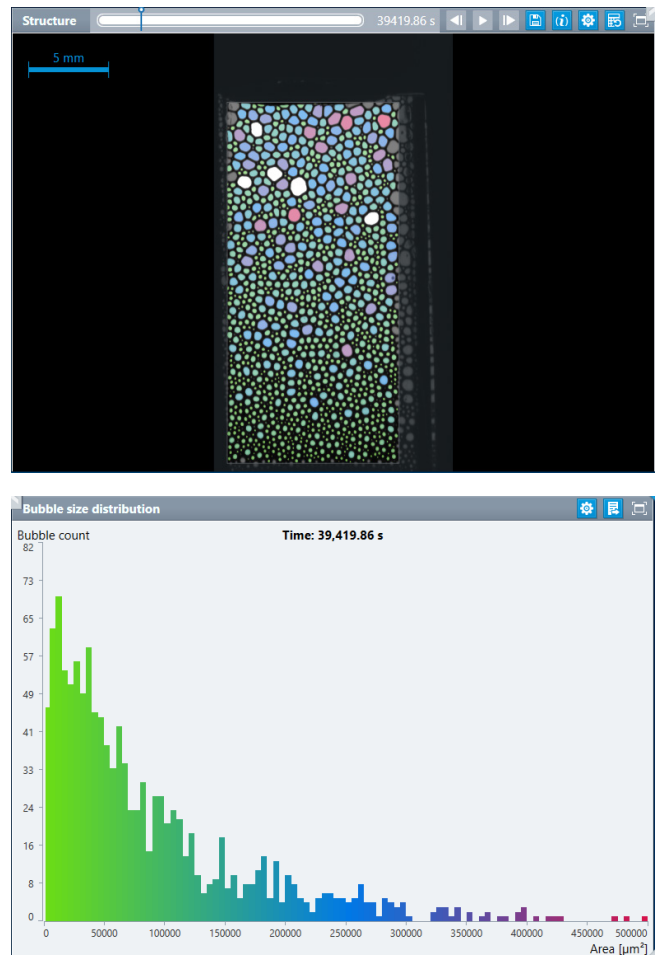 Structure
39419.86 s
5 mm
Bubble size distribution
Bubble count
Time: 39,419.86 s
82
73
65
57
49
41
33
24
16
8
0
0 50000 100000 150000 200000 250000 300000 350000 400000 450000 500000
Area [µm²]